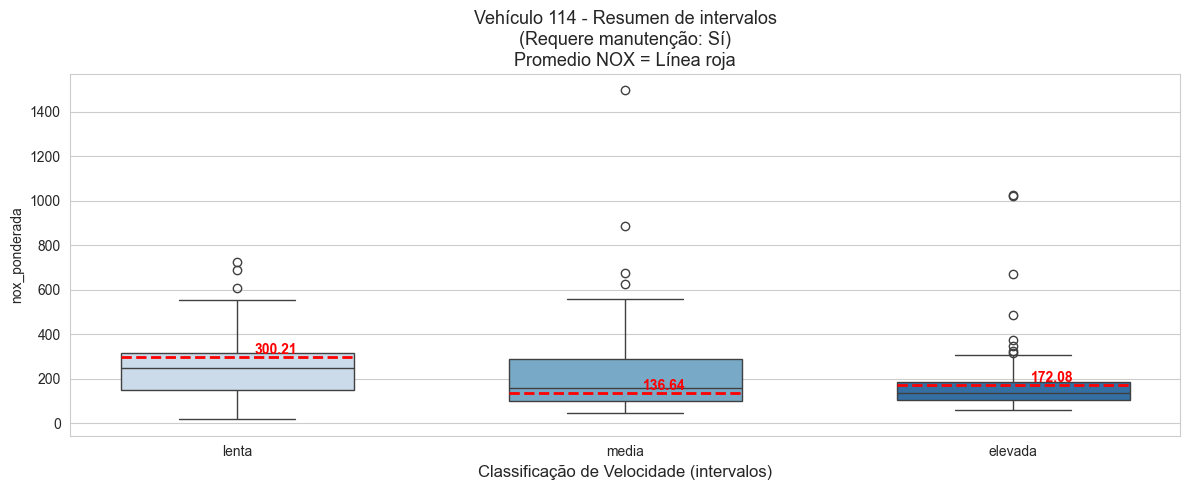 Vehículo 114 - Resumen de intervalos
(Requere manutenção: Sí)
Promedio NOX = Línea roja
nox_ponderada
1400
1200
1000
800
600
400
200
0
300.21
136.64
172.08
lenta
media
elevada
Classificação de Velocidade (intervalos)